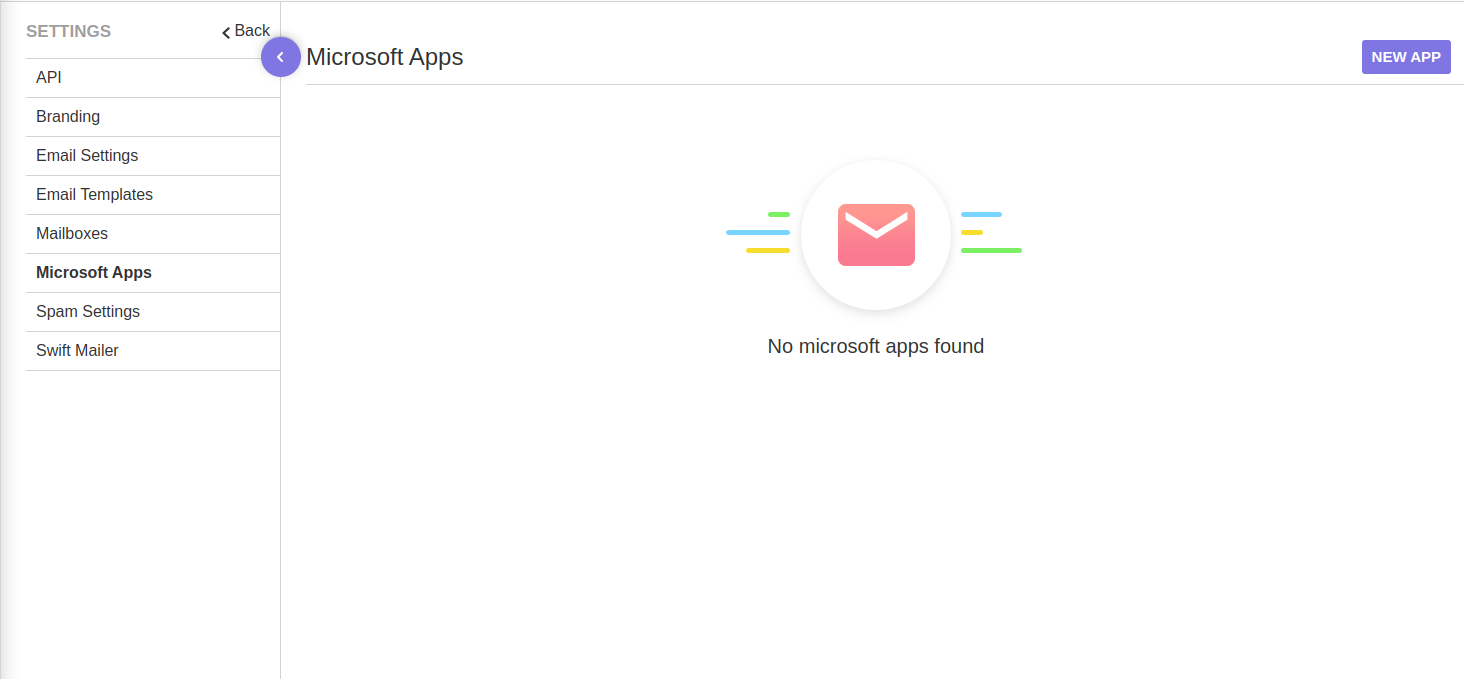 SETTINGS
Back
API
Branding
Email Settings
Email Templates
Mailboxes
Microsoft Apps
Spam Settings
Swift Mailer
Microsoft Apps
NEW APP
No microsoft apps found